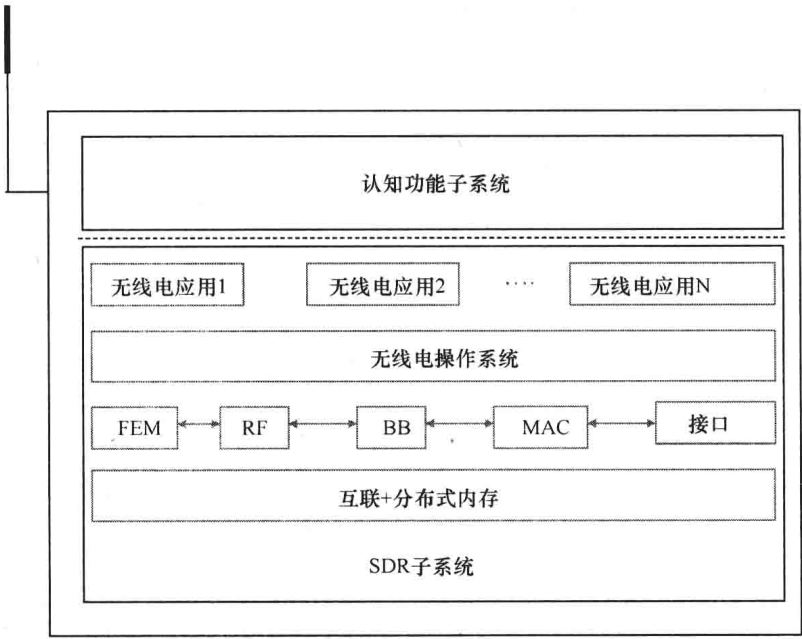 认知功能子系统
无线电应用1 无线电应用2 ···· 无线电应用N
无线电操作系统
FEM RF BB MAC 接口
互联+分布式内存
SDR子系统